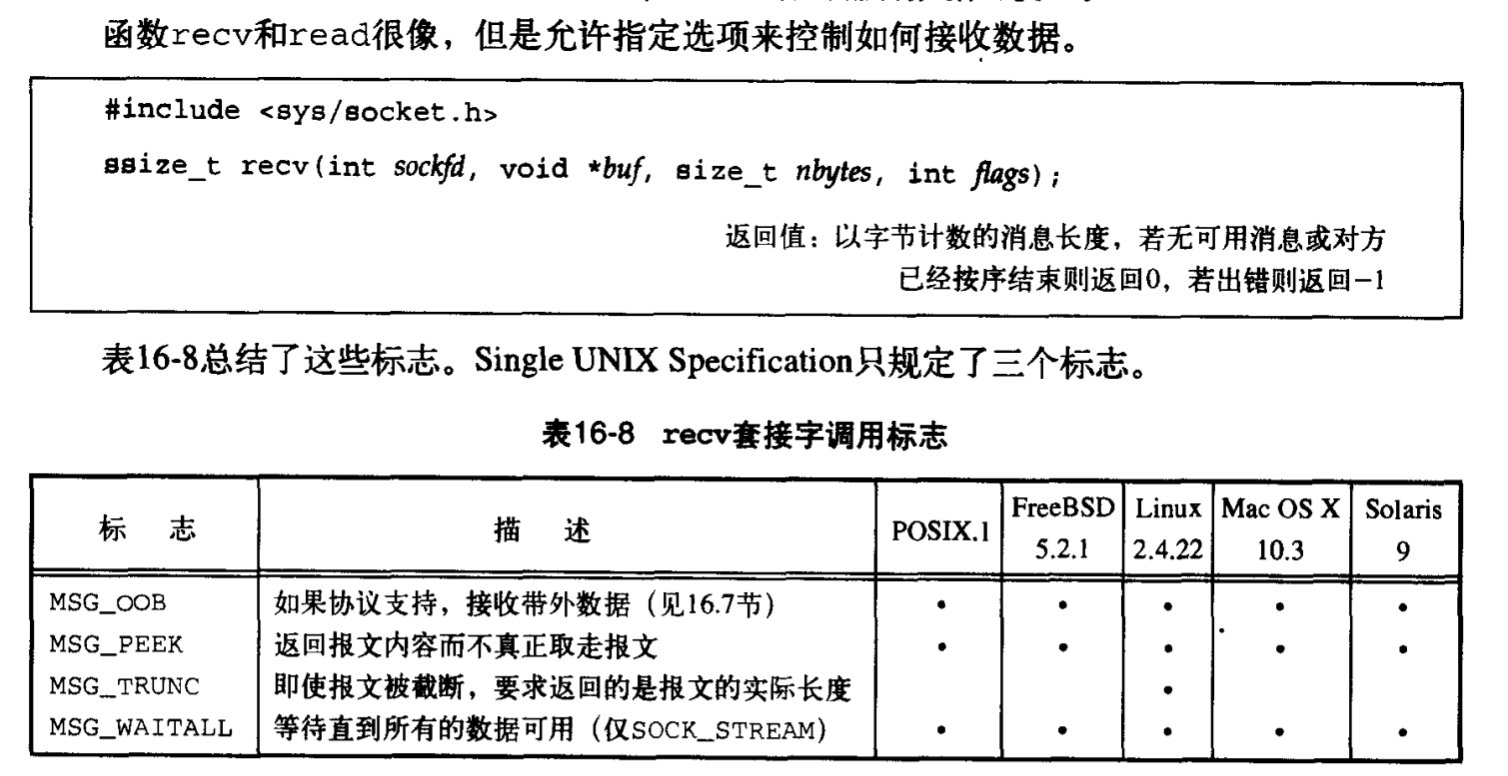 函数recv和read很像，但是允许指定选项来控制如何接收数据。
#include <sys/socket.h>
ssize_t recv(int sockfd, void *buf, size_t nbytes, int flags);
返回值：以字节计数的消息长度，若无可用消息或对方
已经按序结束则返回0，若出错则返回-1
表16-8总结了这些标志。Single UNIX Specification只规定了三个标志。
表16-8 recv套接字调用标志
标 志 描 述 POSIX.1 FreeBSD 5.2.1 Linux 2.4.22 Mac OS X 10.3 Solaris 9
MSG_OOB 如果协议支持，接收带外数据（见16.7节） • • • • •
MSG_PEEK 返回报文内容而不真正取走报文 • • • • •
MSG_TRUNC 即使报文被截断，要求返回的是报文的实际长度 •
MSG_WAITALL 等待直到所有的数据可用（仅SOCK_STREAM） • • • • •